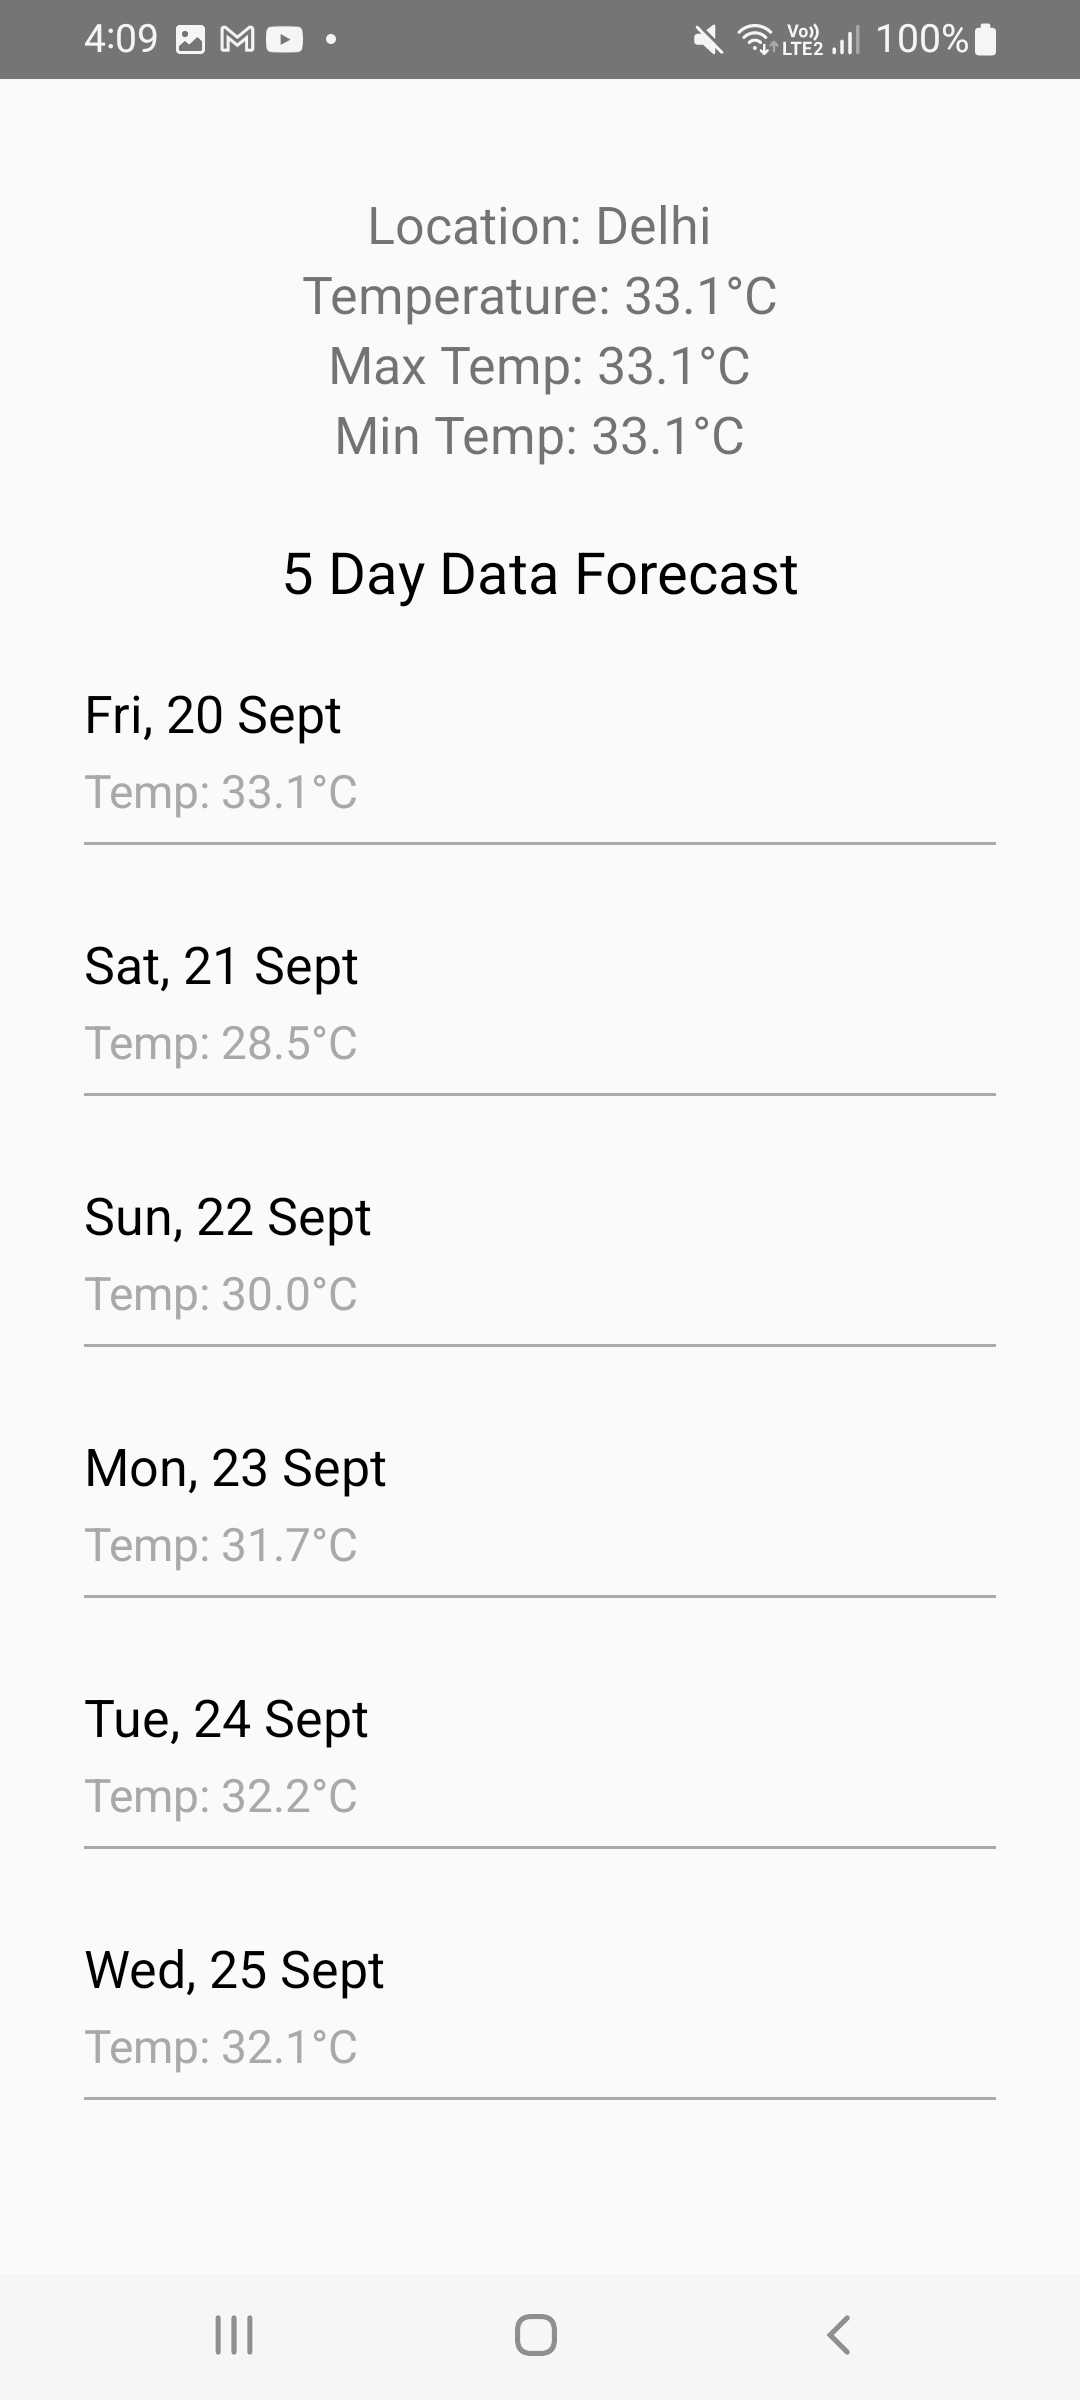 4:09
Vo)) LTE2 100%
Location: Delhi
Temperature: 33.1°C
Max Temp: 33.1°C
Min Temp: 33.1°C
5 Day Data Forecast
Fri, 20 Sept
Temp: 33.1°C
Sat, 21 Sept
Temp: 28.5°C
Sun, 22 Sept
Temp: 30.0°C
Mon, 23 Sept
Temp: 31.7°C
Tue, 24 Sept
Temp: 32.2°C
Wed, 25 Sept
Temp: 32.1°C